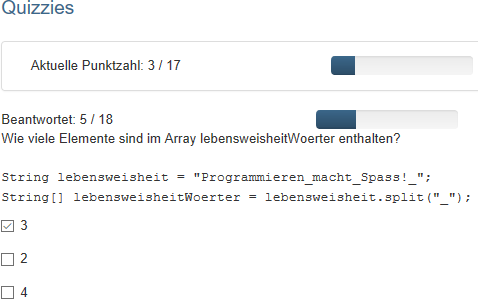 Quizzies
Aktuelle Punktzahl: 3 / 17
Beantwortet: 5 / 18
Wie viele Elemente sind im Array lebensweisheitWoerter enthalten?
String lebensweisheit = "Programmieren_macht_Spass!_";
String[] lebensweisheitWoerter = lebensweisheit.split("_");
3
2
4